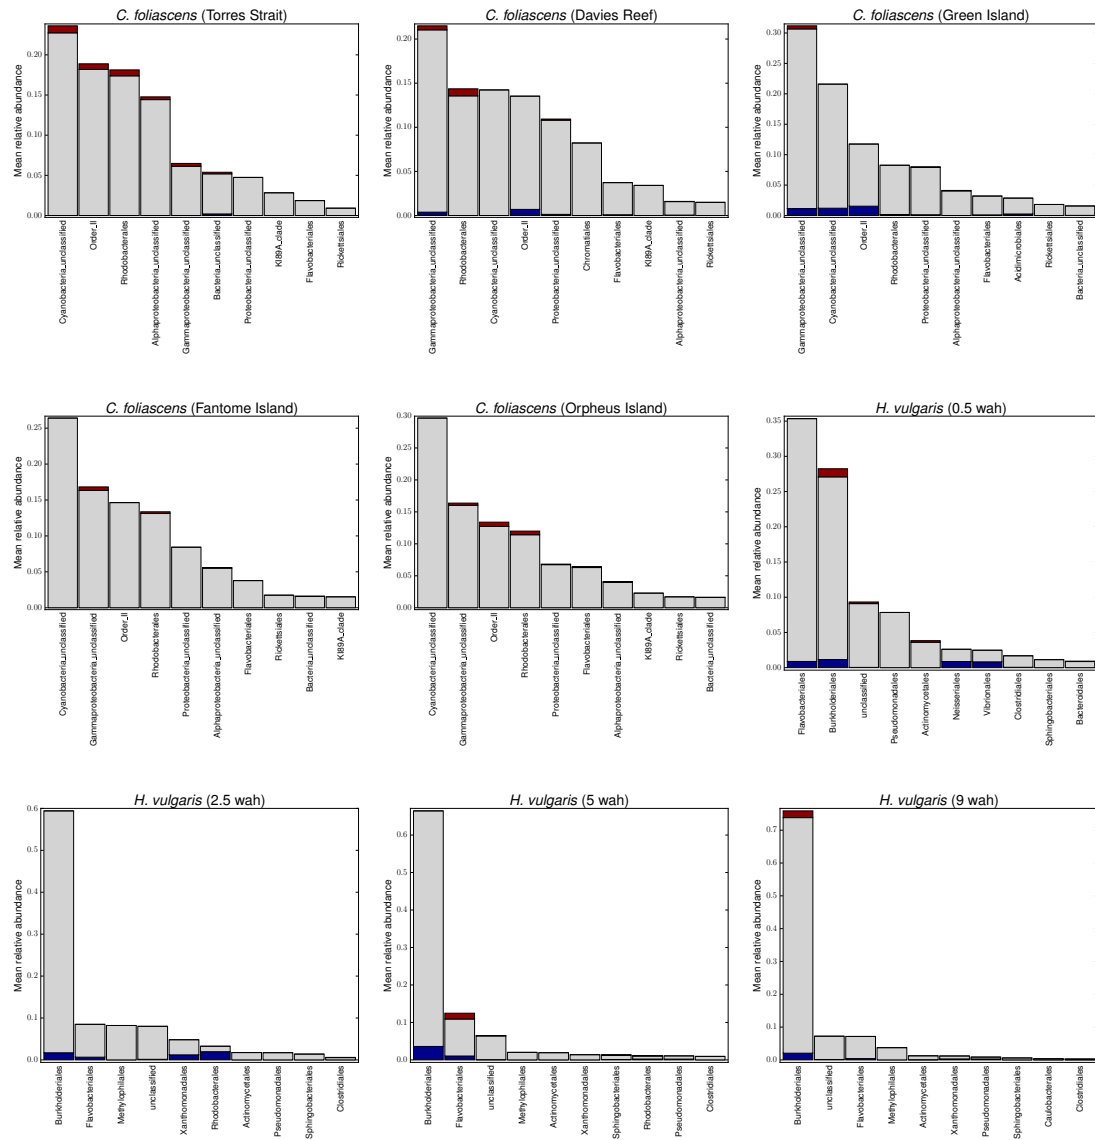 C. foliascens (Torres Strait)
Mean relative abundance
0.20
0.15
0.10
0.05
0.00
Cyanobacteria_unclassified
Order_II
Rhodobacterales
Alphaproteobacteria_unclassified
Gammaproteobacteria_unclassified
Bacteria_unclassified
Proteobacteria_unclassified
KI89A_clade
Flavobacteriales
Rickettsiales
C. foliascens (Davies Reef)
Mean relative abundance
0.20
0.15
0.10
0.05
0.00
Gammaproteobacteria_unclassified
Rhodobacterales
Cyanobacteria_unclassified
Order_II
Proteobacteria_unclassified
Chromatiales
Flavobacteriales
KI89A_clade
Alphaproteobacteria_unclassified
Rickettsiales
C. foliascens (Green Island)
Mean relative abundance
0.30
0.25
0.20
0.15
0.10
0.05
0.00
Gammaproteobacteria_unclassified
Cyanobacteria_unclassified
Order_II
Rhodobacterales
Proteobacteria_unclassified
Alphaproteobacteria_unclassified
Flavobacteriales
Acidimicrobiales
Rickettsiales
Bacteria_unclassified
C. foliascens (Fantome Island)
Mean relative abundance
0.25
0.20
0.15
0.10
0.05
0.00
Cyanobacteria_unclassified
Gammaproteobacteria_unclassified
Order_II
Rhodobacterales
Proteobacteria_unclassified
Alphaproteobacteria_unclassified
Flavobacteriales
Rickettsiales
Bacteria_unclassified
KI89A_clade
C. foliascens (Orpheus Island)
Mean relative abundance
0.30
0.25
0.20
0.15
0.10
0.05
0.00
Cyanobacteria_unclassified
Gammaproteobacteria_unclassified
Order_II
Rhodobacterales
Proteobacteria_unclassified
Flavobacteriales
Alphaproteobacteria_unclassified
KI89A_clade
Rickettsiales
Bacteria_unclassified
H. vulgaris (0.5 wah)
Mean relative abundance
0.35
0.30
0.25
0.20
0.15
0.10
0.05
0.00
Flavobacteriales
Burkholderiales
unclassified
Pseudomonadales
Actinomycetales
Neisseriales
Vibrionales
Clostridiales
Sphingobacteriales
Bacteroidales
H. vulgaris (2.5 wah)
Mean relative abundance
0.6
0.5
0.4
0.3
0.2
0.1
0.0
Burkholderiales
Flavobacteriales
Methylophilales
unclassified
Xanthomonadales
Rhodobacterales
Actinomycetales
Pseudomonadales
Sphingobacteriales
Clostridiales
H. vulgaris (5 wah)
Mean relative abundance
0.6
0.5
0.4
0.3
0.2
0.1
0.0
Burkholderiales
Flavobacteriales
unclassified
Methylophilales
Actinomycetales
Xanthomonadales
Sphingobacteriales
Rhodobacterales
Pseudomonadales
Clostridiales
H. vulgaris (9 wah)
Mean relative abundance
0.7
0.6
0.5
0.4
0.3
0.2
0.1
0.0
Burkholderiales
unclassified
Flavobacteriales
Methylophilales
Actinomycetales
Xanthomonadales
Pseudomonadales
Sphingobacteriales
Caulobacterales
Clostridiales